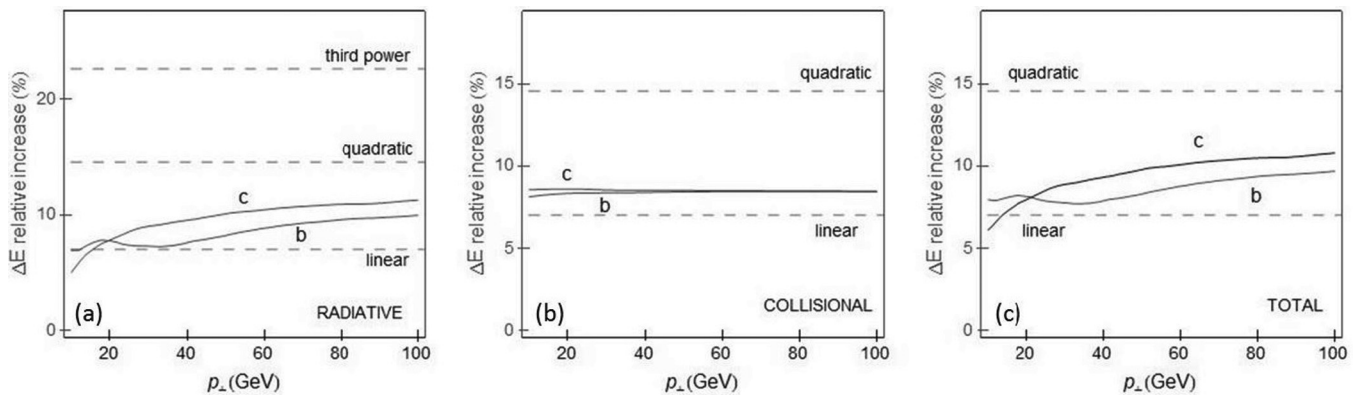 third power
quadratic
c
b
linear
(a)
RADIATIVE
20
10
0
20
40
60
80
100
ΔE relative increase (%)
p⊥(GeV)
quadratic
c
b
linear
(b)
COLLISIONAL
15
10
5
0
20
40
60
80
100
ΔE relative increase (%)
p⊥(GeV)
quadratic
c
b
linear
(c)
TOTAL
15
10
5
0
20
40
60
80
100
ΔE relative increase (%)
p⊥(GeV)